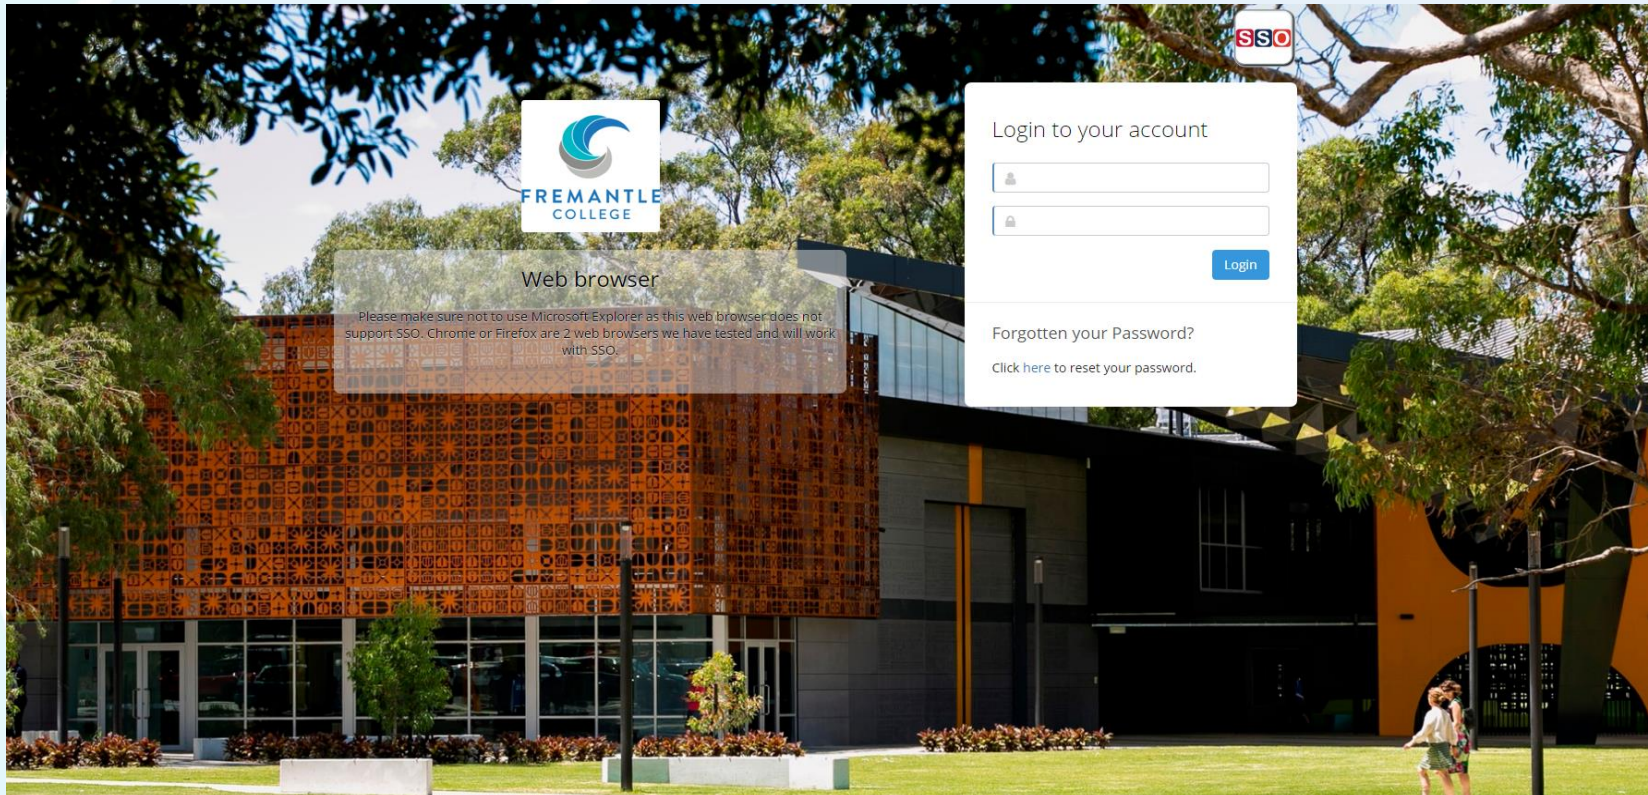 SSO
FREMANTLE
COLLEGE
Web browser
Please make sure not to use Microsoft Explorer as this web browser does not
support SSO. Chrome or Firefox are 2 web browsers we have tested and will work
with SSO.
Login to your account
Login
Forgotten your Password?
Click here to reset your password.